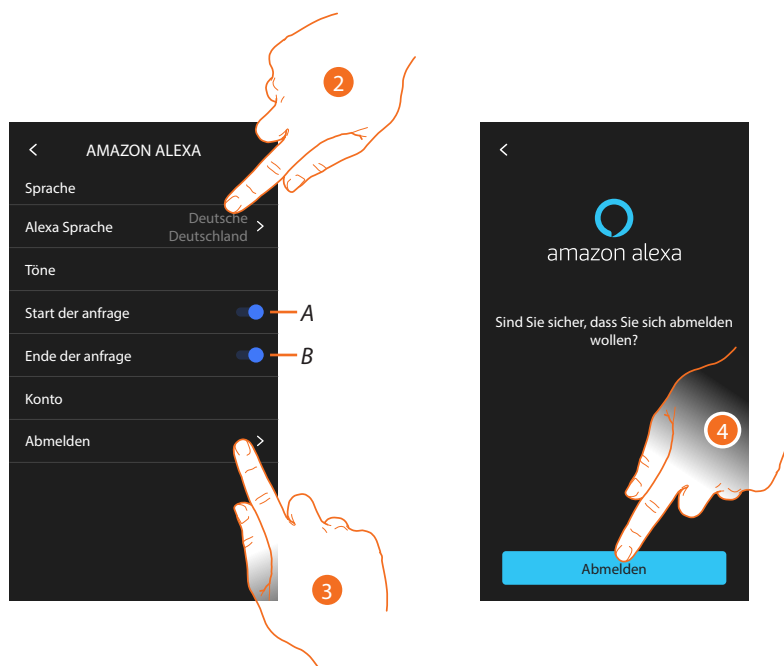 2
<
AMAZON ALEXA
Sprache
Alexa Sprache
Deutsche
Deutschland
>
Töne
Start der anfrage
A
Ende der anfrage
B
Konto
Abmelden
>
3
<
amazon alexa
Sind Sie sicher, dass Sie sich abmelden
wollen?
4
Abmelden